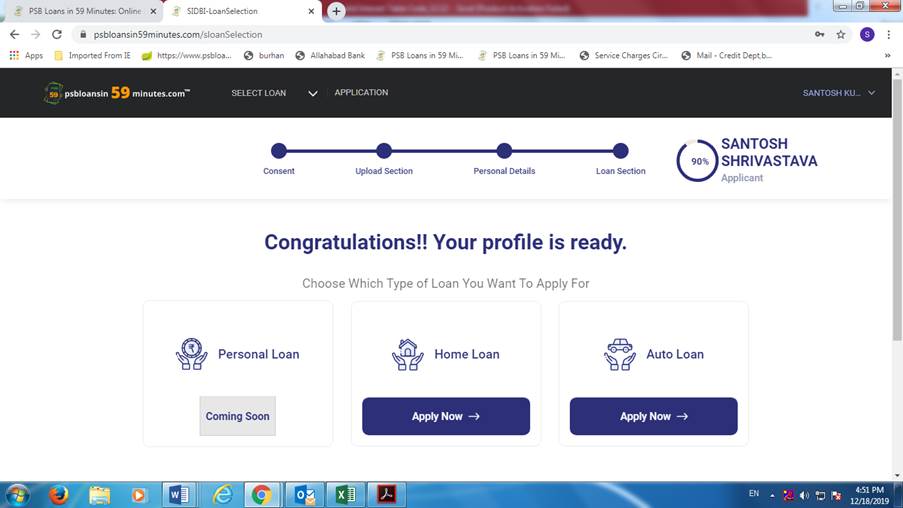 PSB Loans in 59 Minutes: Online
SIDBI-LoanSelection
psbloansin59minutes.com/sloanSelection
Apps
Imported From IE
https://www.psbloa...
burhan
Allahabad Bank
PSB Loans in 59 Mi...
PSB Loans in 59 Mi...
Service Charges Cir...
Mail - Credit Dept,b...
psbloansin 59 minutes.com™
SELECT LOAN
APPLICATION
SANTOSH KU...
Consent
Upload Section
Personal Details
Loan Section
90%
SANTOSH
SHRIVASTAVA
Applicant
Congratulations!! Your profile is ready.
Choose Which Type of Loan You Want To Apply For
Personal Loan
Home Loan
Auto Loan
Coming Soon
Apply Now →
Apply Now →
EN
4:51 PM
12/18/2019